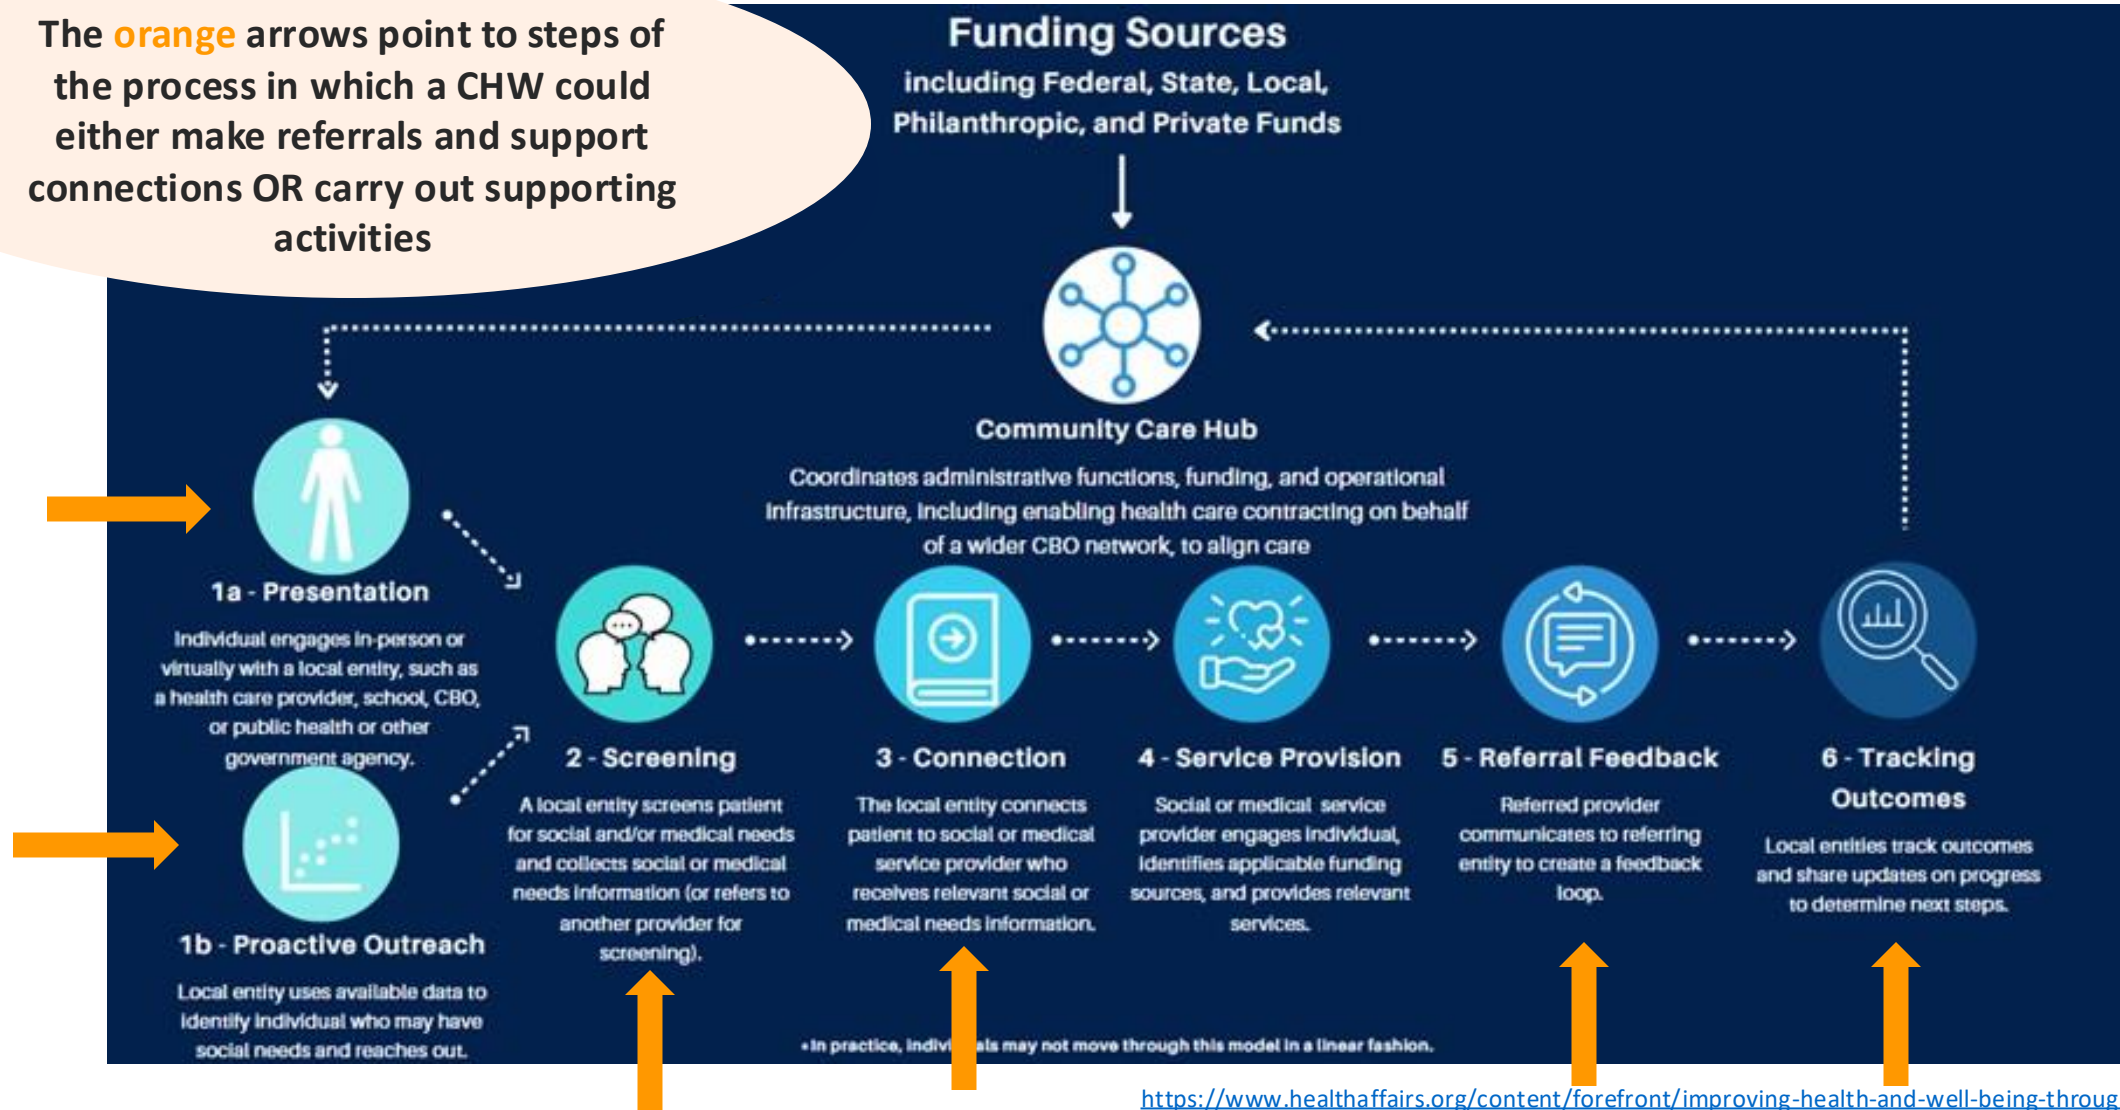 The orange arrows point to steps of
the process in which a CHW could
either make referrals and support
connections OR carry out supporting
activities
Funding Sources
including Federal, State, Local,
Philanthropic, and Private Funds
Community Care Hub
Coordinates administrative functions, funding, and operational
infrastructure, including enabling health care contracting on behalf
of a wider CBO network, to align care
1a - Presentation
Individual engages in-person or
virtually with a local entity, such as
a health care provider, school, CBO,
or public health or other
government agency.
1b - Proactive Outreach
Local entity uses available data to
identify individual who may have
social needs and reaches out.
2 - Screening
A local entity screens patient
for social and/or medical needs
and collects social or medical
needs information (or refers to
another provider for
screening).
3 - Connection
The local entity connects
patient to social or medical
service provider who
receives relevant social or
medical needs information.
4 - Service Provision
Social or medical service
provider engages individual,
identifies applicable funding
sources, and provides relevant
services.
5 - Referral Feedback
Referred provider
communicates to referring
entity to create a feedback
loop.
6 - Tracking
Outcomes
Local entities track outcomes
and share updates on progress
to determine next steps.
*In practice, may not move through this model in a linear fashion.
https://www.healthaffairs.org/content/forefront/improving-health-and-well-being-throug